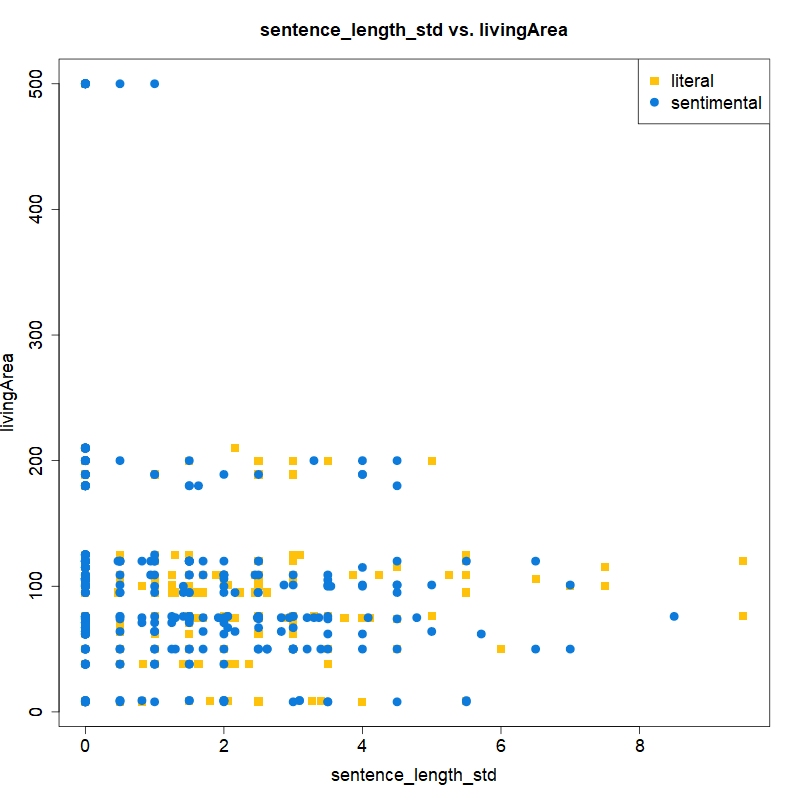 sentence_length_std vs. livingArea
literal
sentimental
livingArea
500
400
300
200
100
0
0 2 4 6 8
sentence_length_std